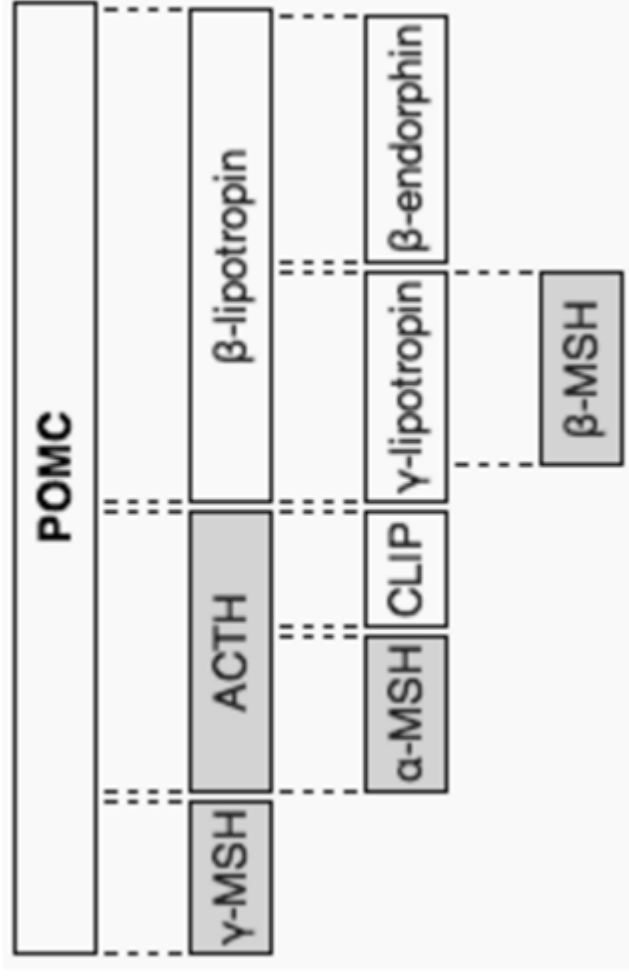 POMC
γ-MSH
ACTH
β-lipotropin
α-MSH
CLIP
γ-lipotropin
β-endorphin
β-MSH